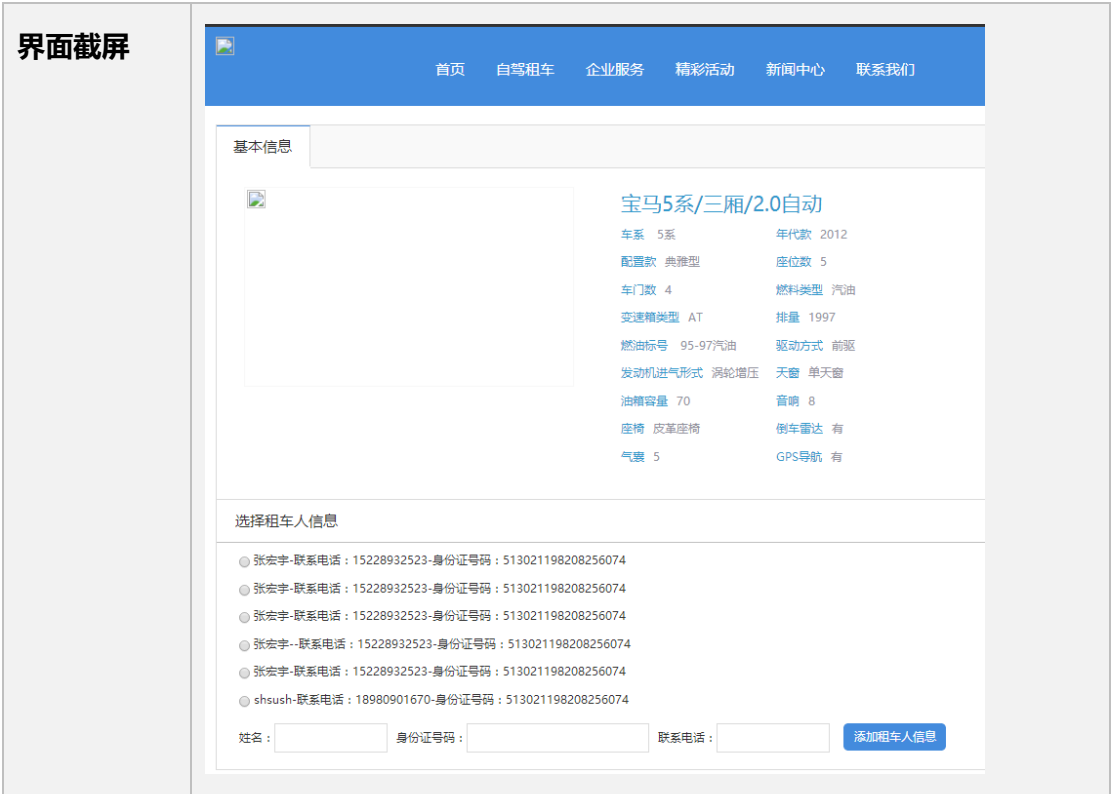 界面截屏
首页 自驾租车 企业服务 精彩活动 新闻中心 联系我们
基本信息
宝马5系/三厢/2.0自动
车系 5系 年代款 2012
配置款 典雅型 座位数 5
车门数 4 燃料类型 汽油
变速箱类型 AT 排量 1997
燃油标号 95-97汽油 驱动方式 前驱
发动机进气形式 涡轮增压 天窗 单天窗
油箱容量 70 音响 8
座椅 皮革座椅 倒车雷达 有
气囊 5 GPS导航 有
选择租车人信息
张宏宇-联系电话：15228932523-身份证号码：513021198208256074
张宏宇-联系电话：15228932523-身份证号码：513021198208256074
张宏宇-联系电话：15228932523-身份证号码：513021198208256074
张宏宇--联系电话：15228932523-身份证号码：513021198208256074
张宏宇-联系电话：15228932523-身份证号码：513021198208256074
shsush-联系电话：18980901670-身份证号码：513021198208256074
姓名： 身份证号码： 联系电话： 添加租车人信息